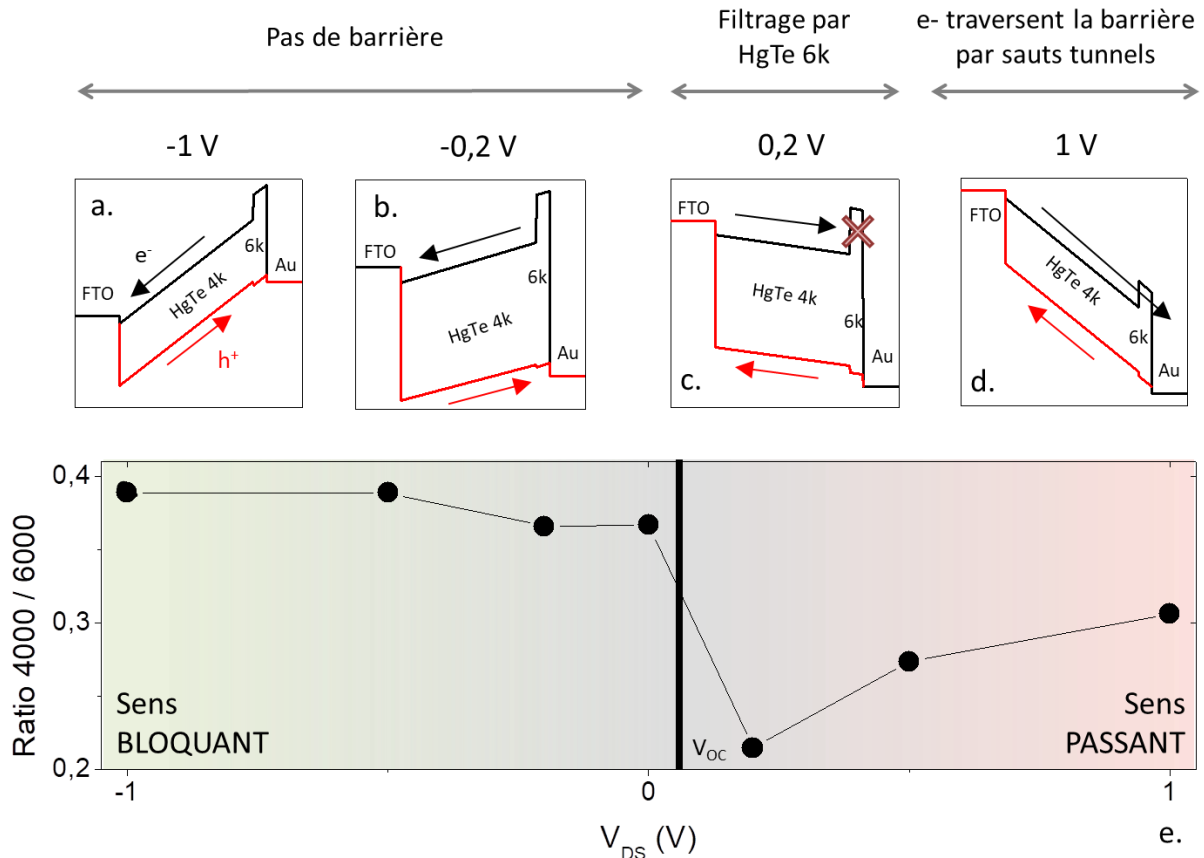 Pas de barrière
Filtrage par
HgTe 6k
e- traversent la barrière
par sauts tunnels
-1 V
-0,2 V
0,2 V
1 V
a.
e-
FTO
HgTe 4k
h+
6k
Au
b.
FTO
HgTe 4k
6k
Au
FTO
HgTe 4k
6k
Au
c.
FTO
HgTe 4k
6k
Au
d.
Ratio 4000 / 6000
0,4
0,3
0,2
Sens
BLOQUANT
VOC
Sens
PASSANT
-1
0
1
VDS (V)
e.